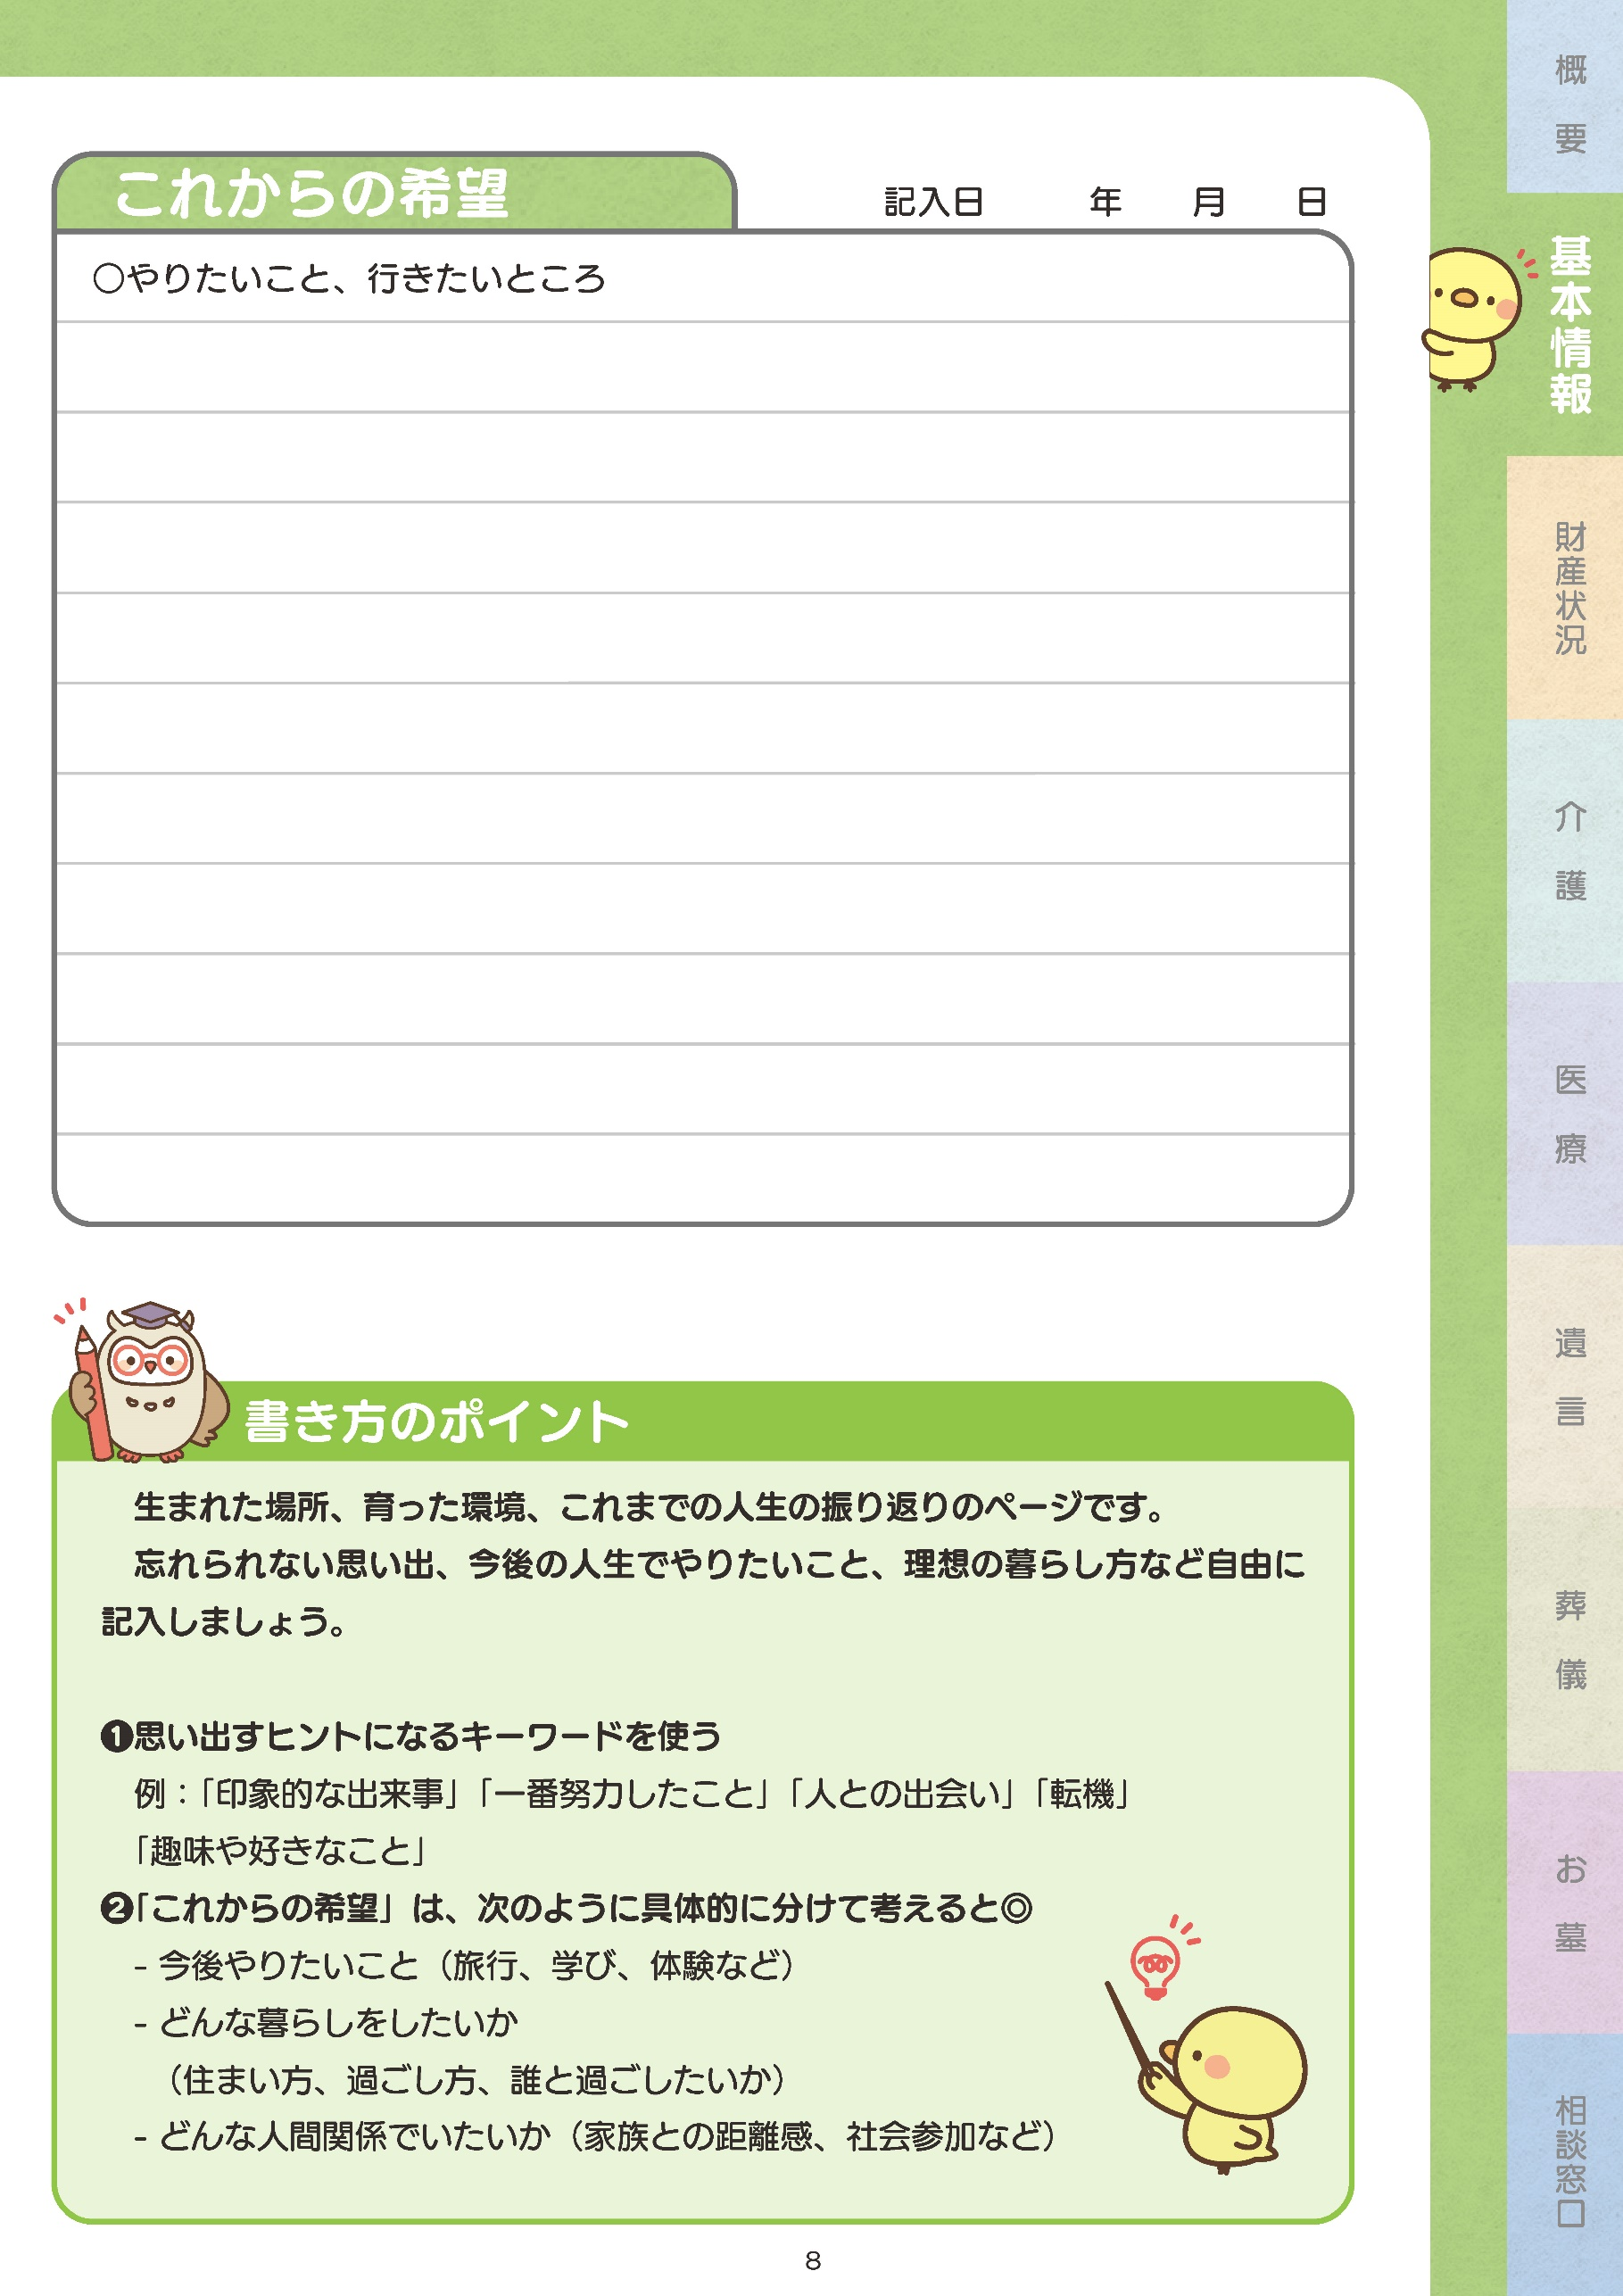 これからの希望
記入日　年　月　日
○やりたいこと、行きたいところ
書き方のポイント
生まれた場所、育った環境、これまでの人生の振り返りのページです。
忘れられない思い出、今後の人生でやりたいこと、理想の暮らし方など自由に
記入しましょう。
❶思い出すヒントになるキーワードを使う
例：「印象的な出来事」「一番努力したこと」「人との出会い」「転機」
「趣味や好きなこと」
❷「これからの希望」は、次のように具体的に分けて考えると◎
- 今後やりたいこと（旅行、学び、体験など）
- どんな暮らしをしたいか
（住まい方、過ごし方、誰と過ごしたいか）
- どんな人間関係でいたいか（家族との距離感、社会参加など）
8
概要
基本情報
財産状況
介護
医療
遺言
葬儀
お墓
相談窓口